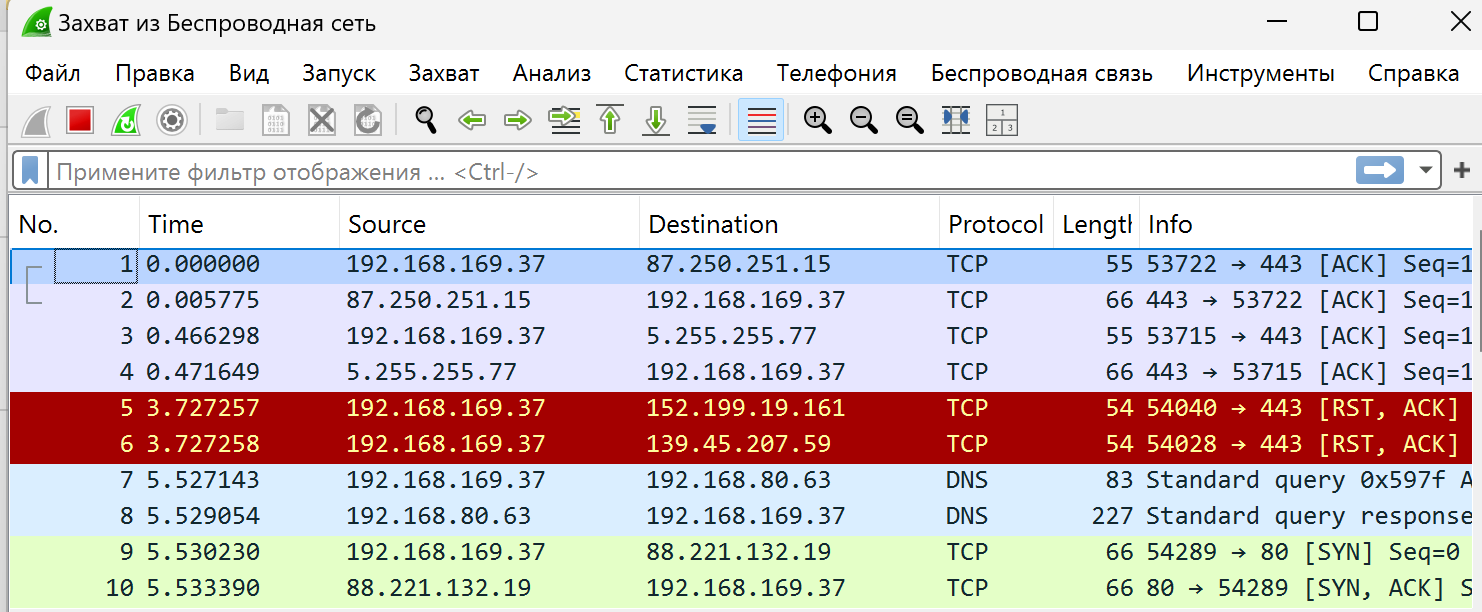 Захват из Беспроводная сеть
Файл Правка Вид Запуск Захват Анализ Статистика Телефония Беспроводная связь Инструменты Справка
Примените фильтр отображения ... <Ctrl-/>
No. Time Source Destination Protocol Length Info
1 0.000000 192.168.169.37 87.250.251.15 TCP 55 53722 → 443 [ACK] Seq=1
2 0.005775 87.250.251.15 192.168.169.37 TCP 66 443 → 53722 [ACK] Seq=1
3 0.466298 192.168.169.37 5.255.255.77 TCP 55 53715 → 443 [ACK] Seq=1
4 0.471649 5.255.255.77 192.168.169.37 TCP 66 443 → 53715 [ACK] Seq=1
5 3.727257 192.168.169.37 152.199.19.161 TCP 54 54040 → 443 [RST, ACK]
6 3.727258 192.168.169.37 139.45.207.59 TCP 54 54028 → 443 [RST, ACK]
7 5.527143 192.168.169.37 192.168.80.63 DNS 83 Standard query 0x597f A
8 5.529054 192.168.80.63 192.168.169.37 DNS 227 Standard query response
9 5.530230 192.168.169.37 88.221.132.19 TCP 66 54289 → 80 [SYN] Seq=0
10 5.533390 88.221.132.19 192.168.169.37 TCP 66 80 → 54289 [SYN, ACK] S